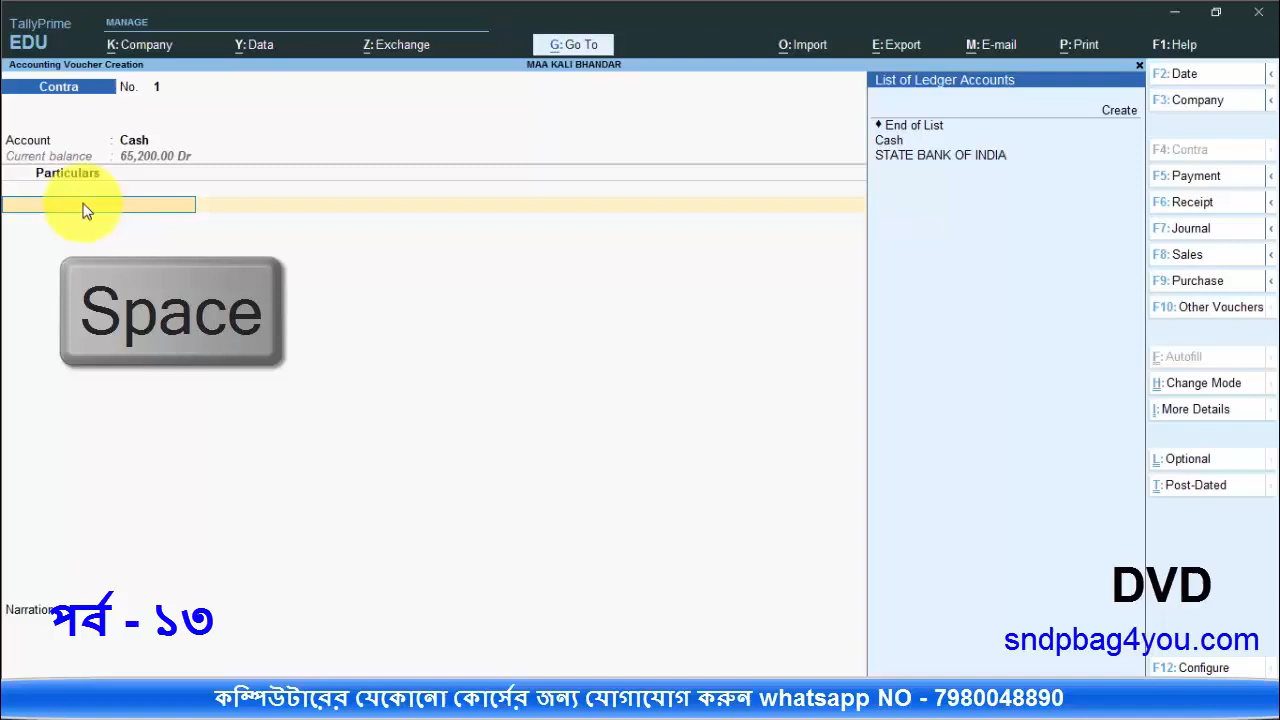 TallyPrime
EDU
MANAGE
K: Company
Y: Data
Z: Exchange
G: Go To
O: Import
E: Export
M: E-mail
P: Print
F1: Help
Accounting Voucher Creation
MAA KALI BHANDAR
Contra No. 1
Account : Cash
Current balance : 65,200.00 Dr
Particulars
Space
Narration
পর্ব - ১৩
List of Ledger Accounts
Create
♦ End of List
Cash
STATE BANK OF INDIA
F2: Date
F3: Company
F4: Contra
F5: Payment
F6: Receipt
F7: Journal
F8: Sales
F9: Purchase
F10: Other Vouchers
E: Autofill
H: Change Mode
I: More Details
L: Optional
T: Post-Dated
DVD
sndpbag4you.com
F12: Configure
কম্পিউটারের যেকোনো কোর্সের জন্য যোগাযোগ করুন whatsapp NO - 7980048890